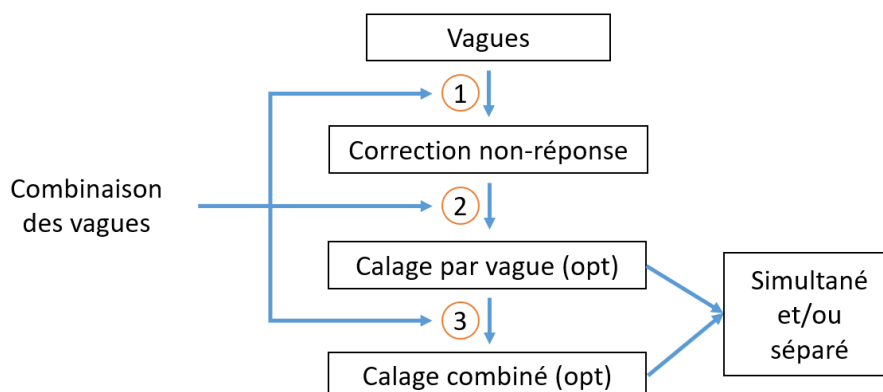 Vagues
1
Correction non-réponse
Combinaison
des vagues
2
Calage par vague (opt)
Simultané
et/ou
séparé
3
Calage combiné (opt)